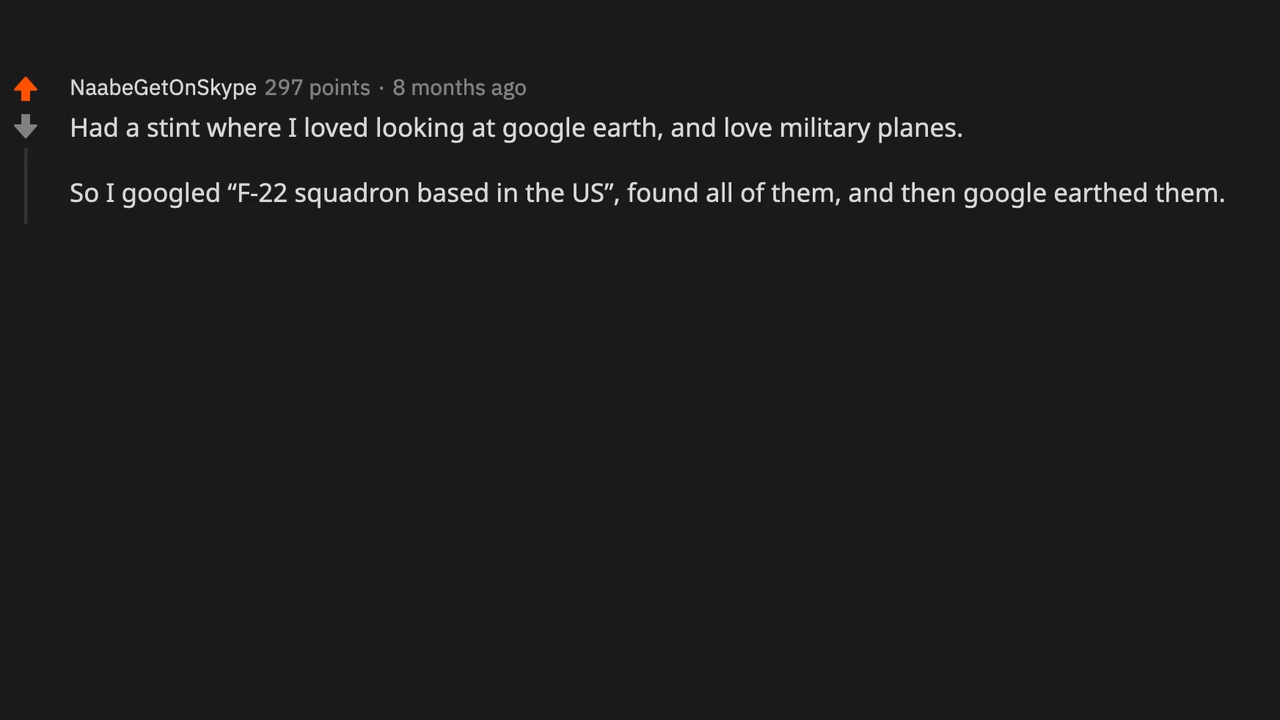 NaabeGetOnSkype 297 points · 8 months ago
Had a stint where I loved looking at google earth, and love military planes.
So I googled “F-22 squadron based in the US”, found all of them, and then google earthed them.